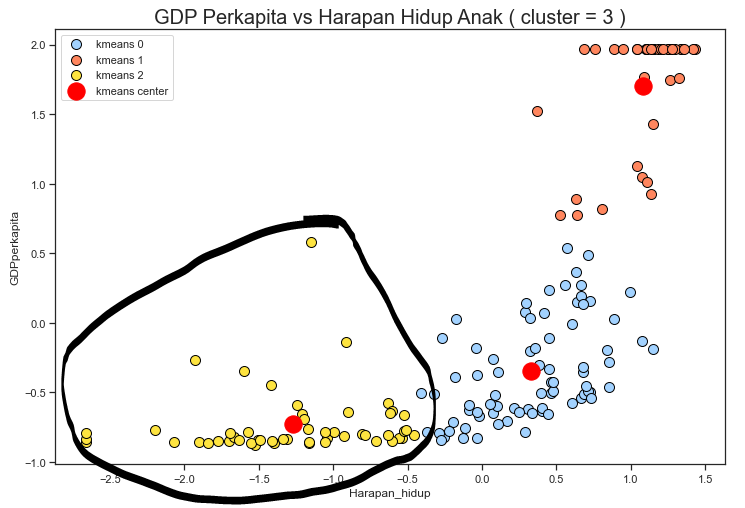 GDP Perkapita vs Harapan Hidup Anak ( cluster = 3 )
kmeans 0
kmeans 1
kmeans 2
kmeans center
GDPperkapita
2.0
1.5
1.0
0.5
0.0
−0.5
−1.0
−2.5 −2.0 −1.5 −1.0 −0.5 0.0 0.5 1.0 1.5
Harapan_hidup